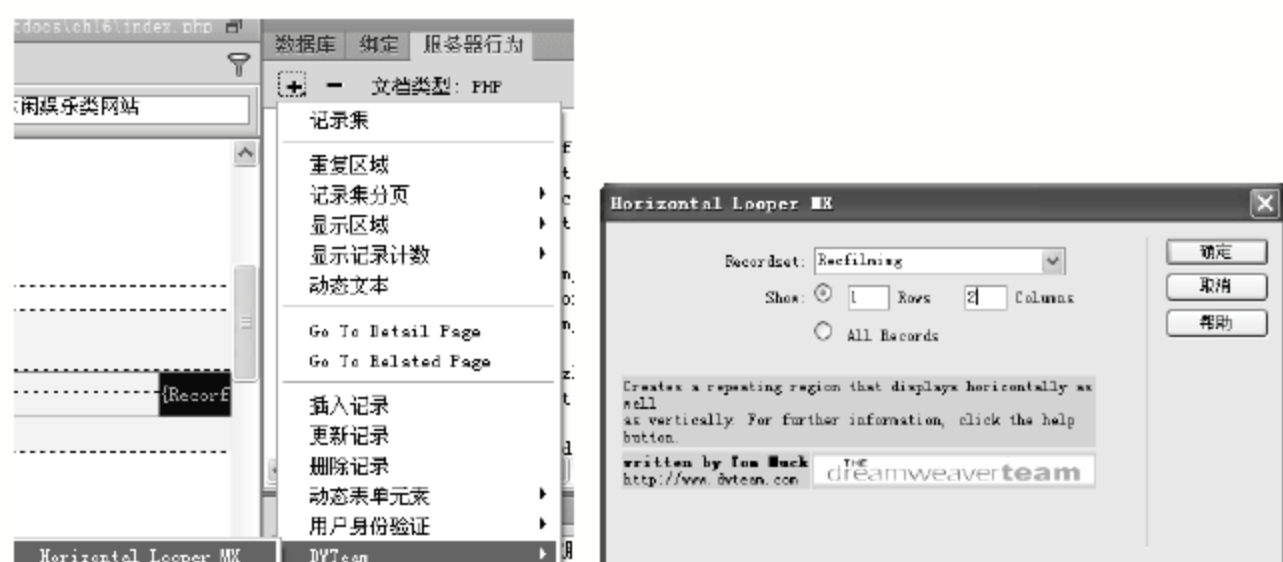 tdocs\ch16\index.php
数据库 绑定 服务器行为
+ - 文档类型: PHP
闲娱乐类网站
记录集
重复区域
记录集分页
显示区域
显示记录计数
动态文本
Go To Detail Page
Go To Related Page
{Recorf
插入记录
更新记录
删除记录
动态表单元素
用户身份验证
Horizontal Looper MX
DWTeam
Horizontal Looper MX
Recordset: Recfilming
确定
Show: 1 Rows 2 Columns
取消
All Records
帮助
Creates a repeating region that displays horizontally as
well
as vertically. For further information, click the help
button.
written by Tom Muck
http://www.dwteam.com
THE
dreamweaverteam